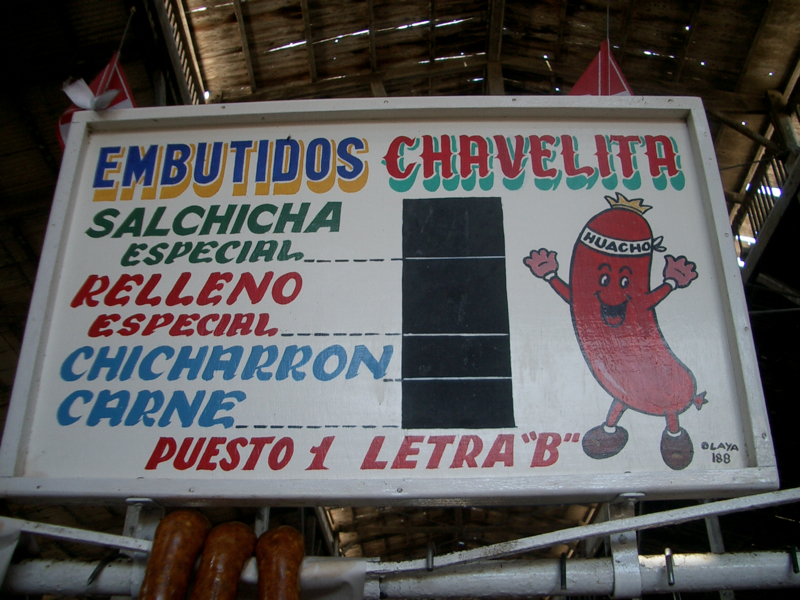 EMBUTIDOS CHAVELITA
SALCHICHA
ESPECIAL
RELLENO
ESPECIAL
CHICHARRON
CARNE
PUESTO 1 LETRA "B"
HUACHO
OLAYA
188